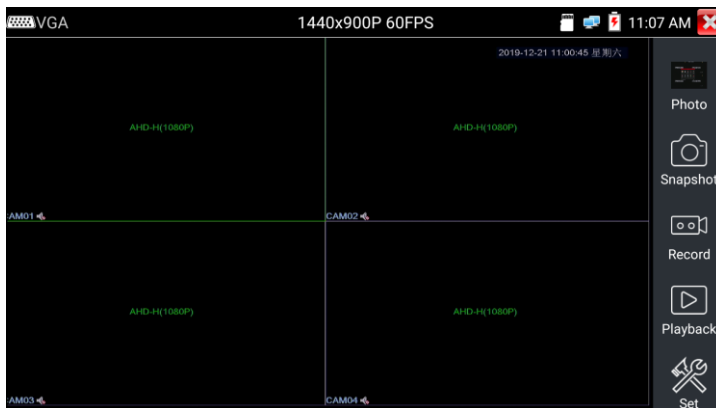 VGA 1440x900P 60FPS 11:07 AM
2019-12-21 11:00:45 星期六
Photo
AHD-H(1080P) AHD-H(1080P)
Snapshot
CAM01 CAM02
Record
AHD-H(1080P) AHD-H(1080P)
Playback
CAM03 CAM04
Set